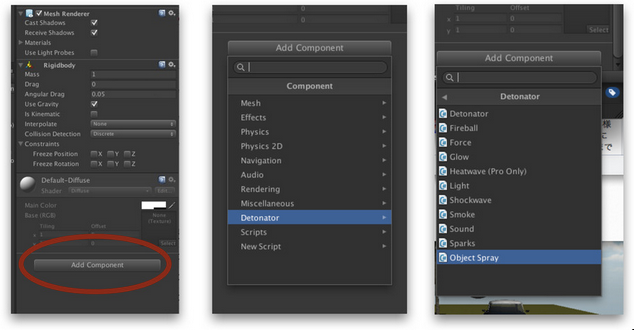 Mesh Renderer
Cast Shadows
Receive Shadows
Materials
Use Light Probes
Rigidbody
Mass 1
Drag 0
Angular Drag 0.05
Use Gravity
Is Kinematic
Interpolate None
Collision Detection Discrete
Constraints
Freeze Position X Y Z
Freeze Rotation X Y Z
Default-Diffuse
Shader Diffuse Edit...
Main Color
Base (RGB) None
(Texture)
Tiling Offset
x 1 0
Select
Add Component
0
0
Add Component
Component
Mesh
Effects
Physics
Physics 2D
Navigation
Audio
Rendering
Miscellaneous
Detonator
Scripts
New Script
Tiling Offset
x 1 0
y 1 0 Select
Add Component
Detonator
Detonator
Fireball
Force
Glow
Heatwave (Pro Only)
Light
Shockwave
Smoke
Sound
Sparks
Object Spray